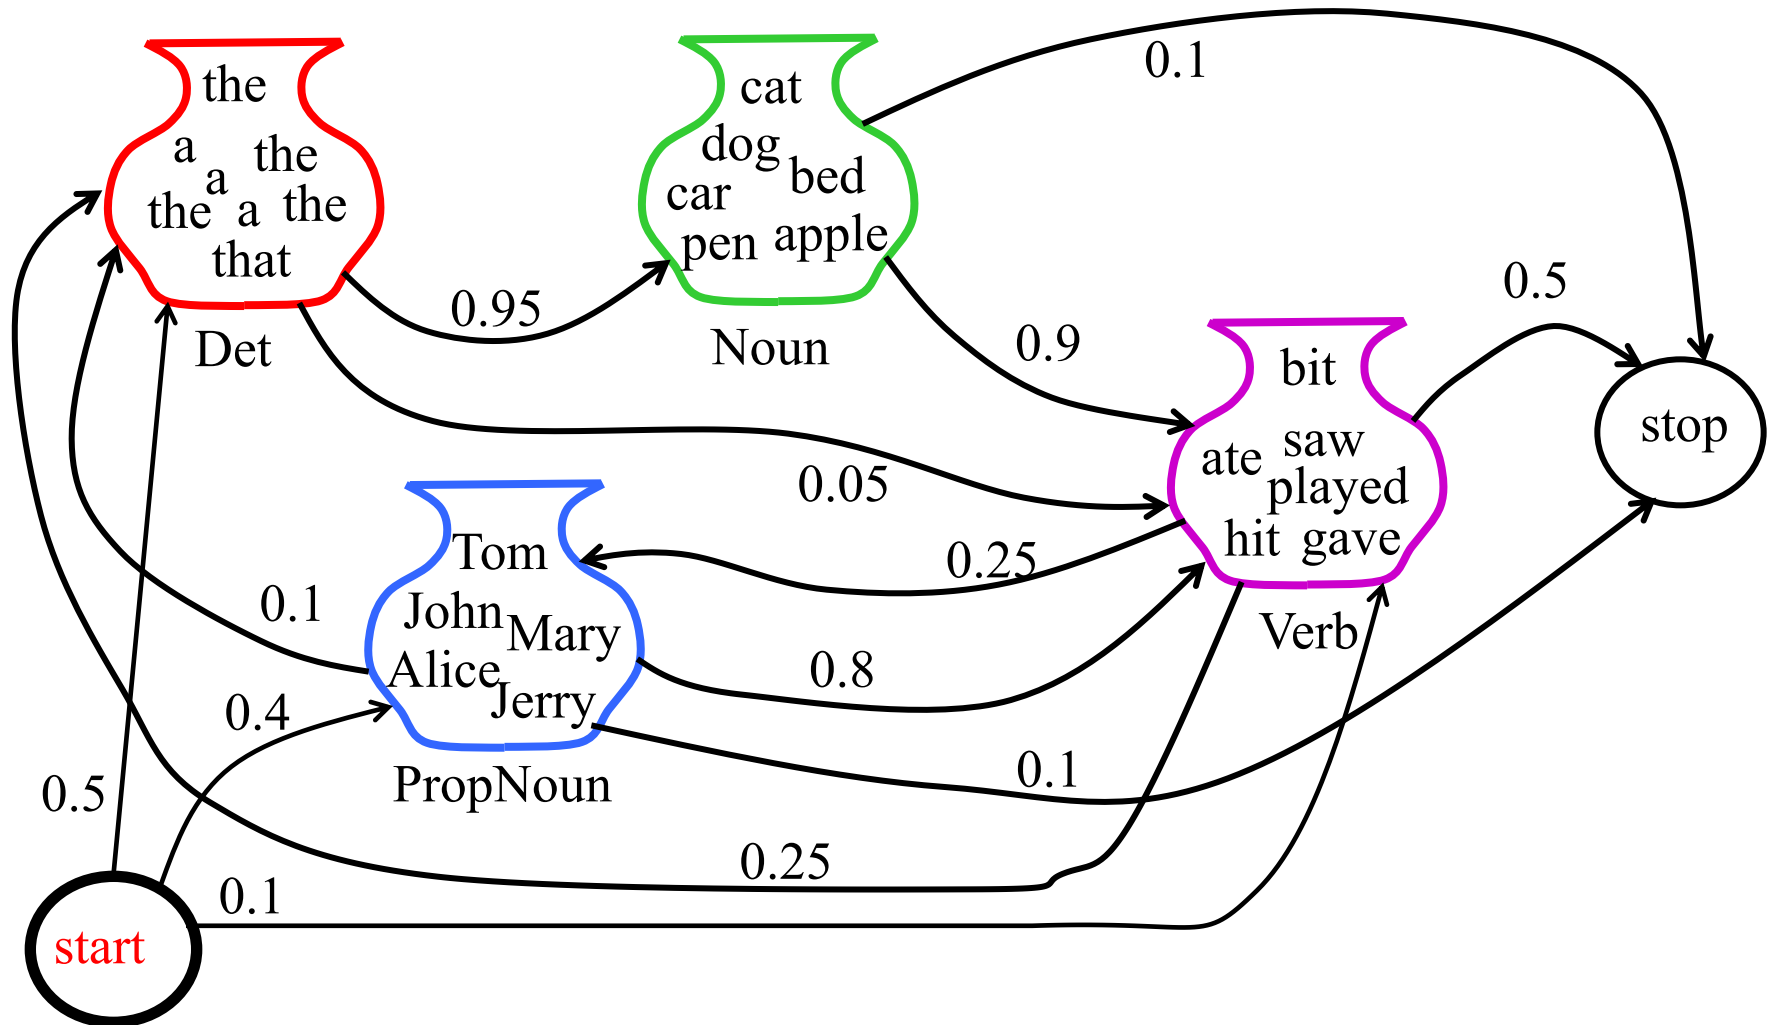 0.1
the
cat
a
the
dog
a
bed
the
a
the
car
that
pen
apple
0.95
0.5
Det
Noun
0.9
bit
stop
ate
saw
played
0.05
hit
gave
Tom
0.25
John
Mary
0.1
Verb
Alice
Jerry
0.8
0.4
PropNoun
0.1
0.5
0.25
0.1
start